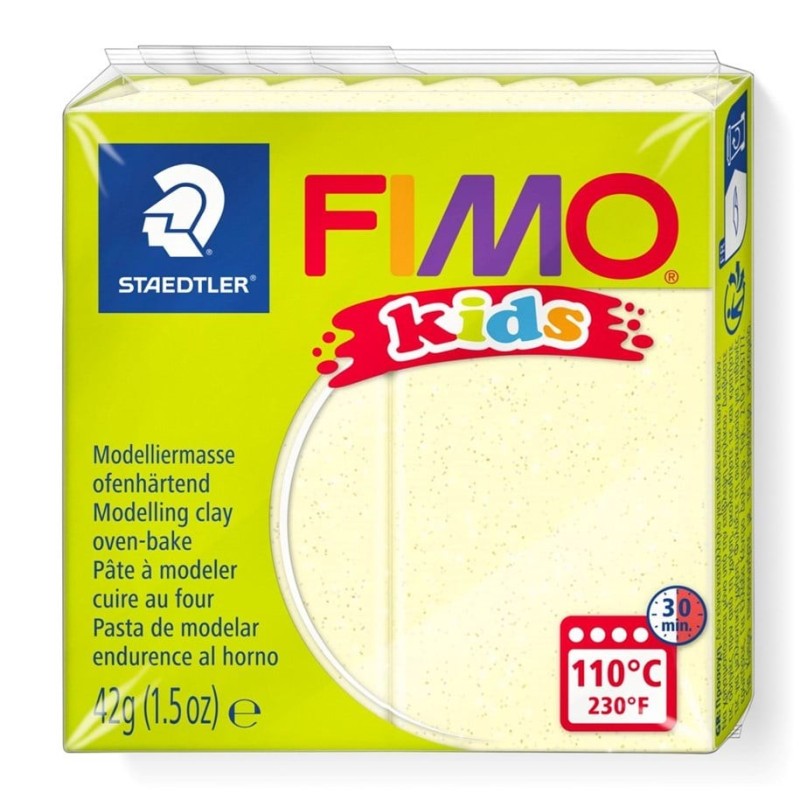 STAEDTLER®
FIMO®
kids
Modelliermasse
ofenhärtend
Modelling clay
oven-bake
Pâte à modeler
cuire au four
Pasta de modelar
endurence al horno
42g (1.5 oz) ℮
30
min.
110°C
230°F